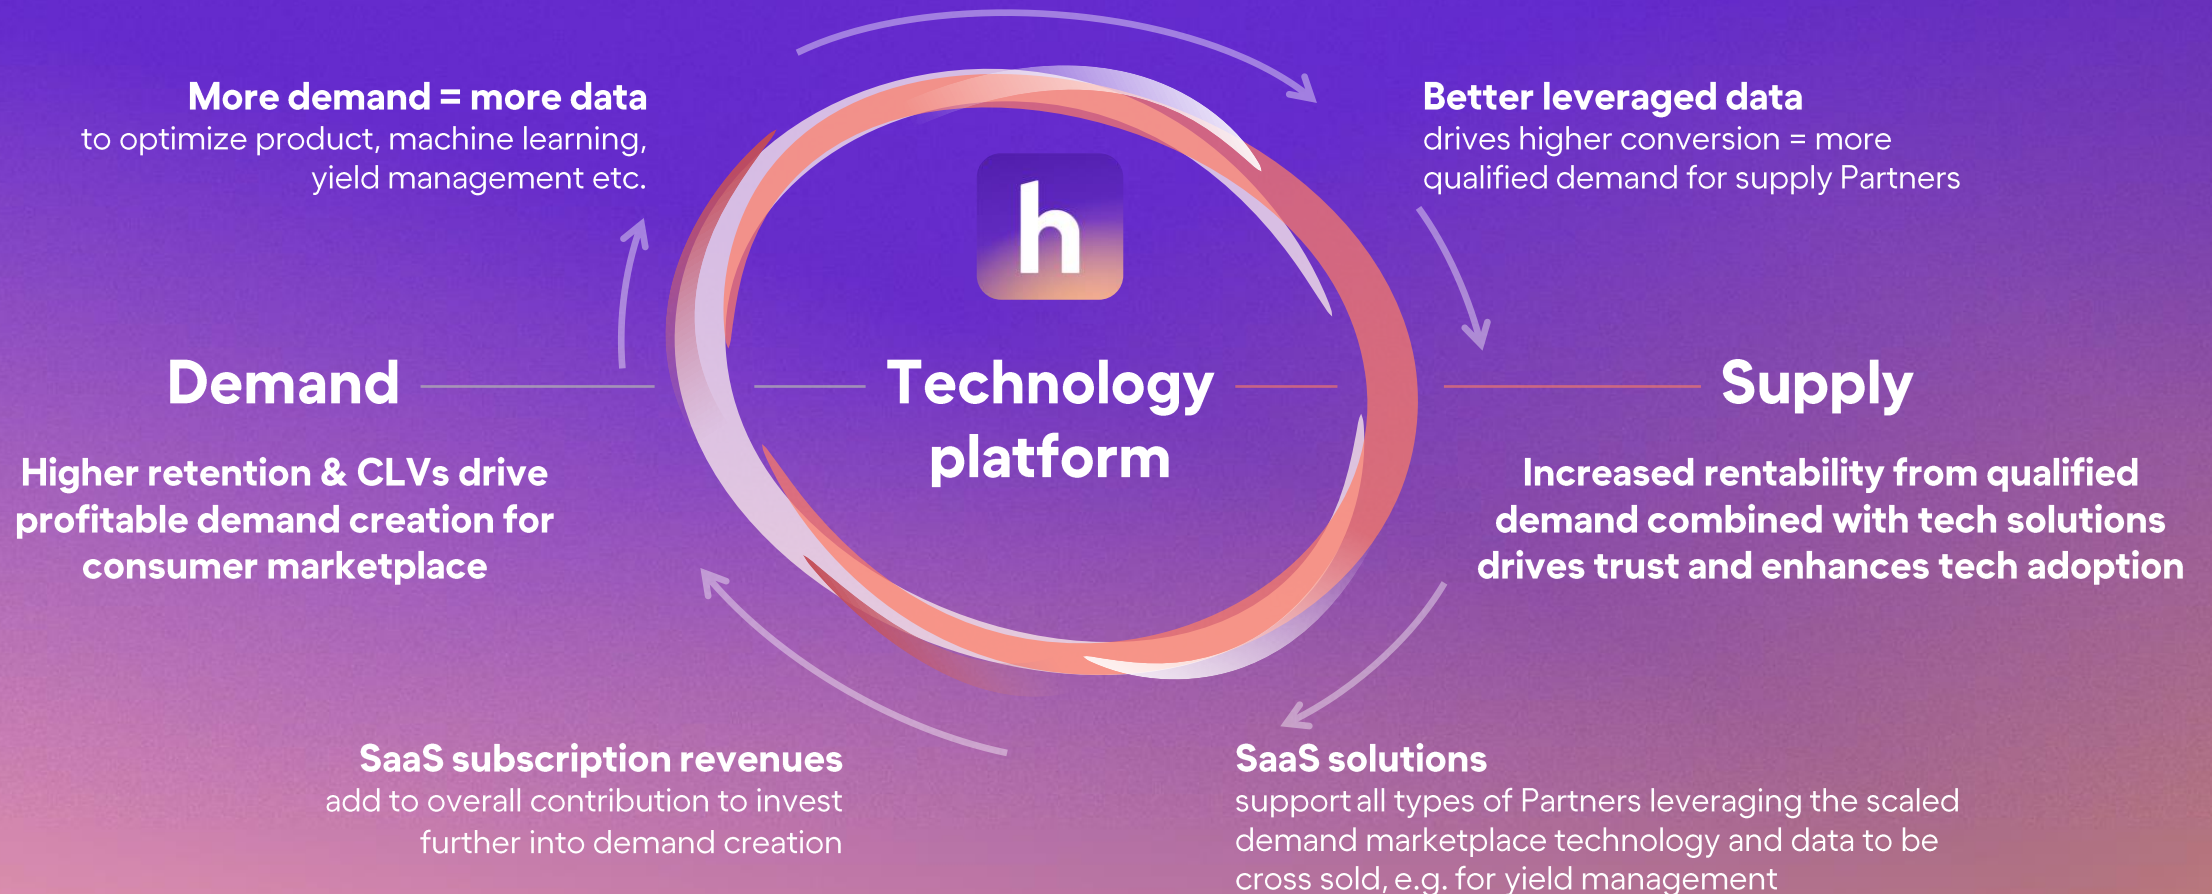 More demand = more data
to optimize product, machine learning,
yield management etc.
Better leveraged data
drives higher conversion = more
qualified demand for supply Partners
h
Demand
Technology
platform
Supply
Higher retention & CLVs drive
profitable demand creation for
consumer marketplace
Increased rentability from qualified
demand combined with tech solutions
drives trust and enhances tech adoption
SaaS subscription revenues
add to overall contribution to invest
further into demand creation
SaaS solutions
support all types of Partners leveraging the scaled
demand marketplace technology and data to be
cross sold, e.g. for yield management